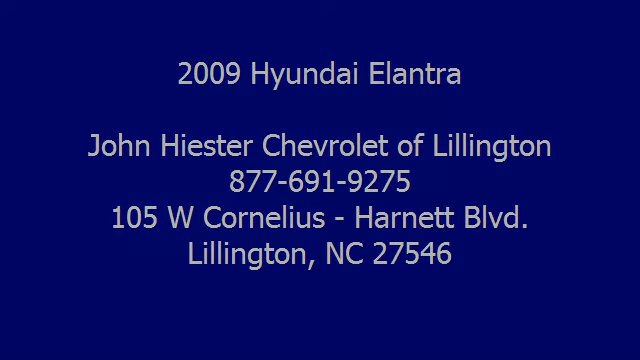 2009 Hyundai Elantra
John Hiester Chevrolet of Lillington
877-691-9275
105 W Cornelius - Harnett Blvd.
Lillington, NC 27546